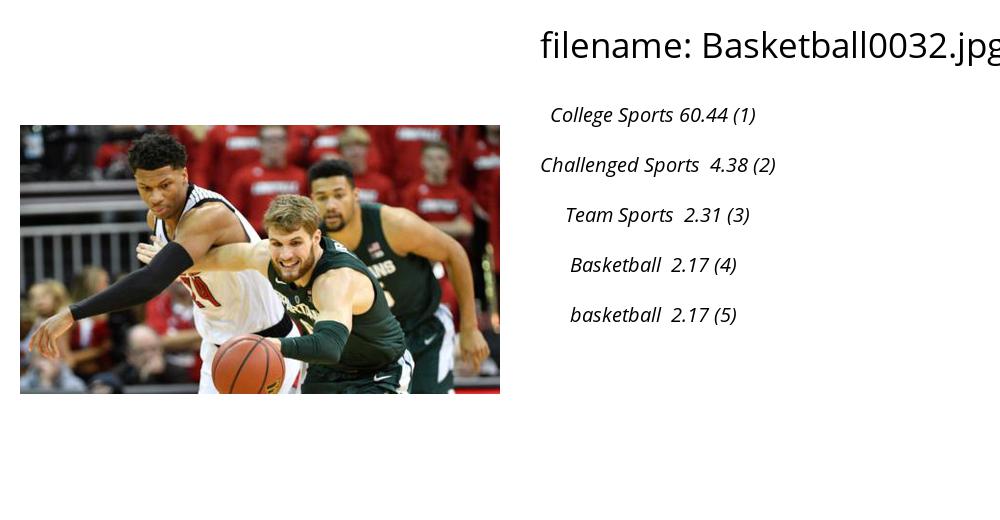 filename: Basketball0032.jpg
College Sports 60.44 (1)
Challenged Sports 4.38 (2)
Team Sports 2.31 (3)
Basketball 2.17 (4)
basketball 2.17 (5)